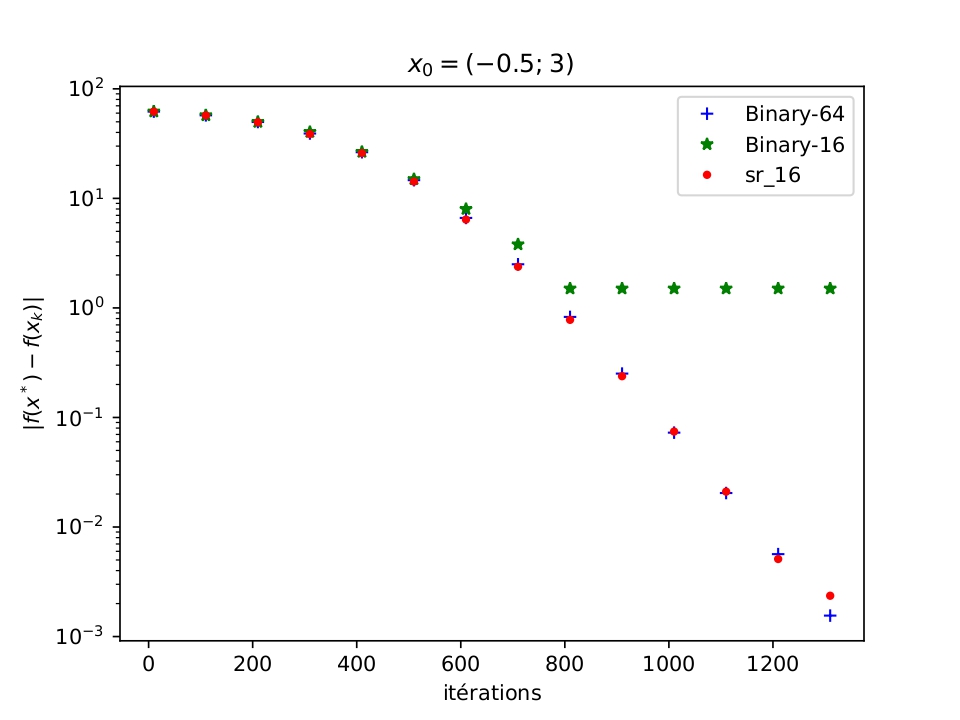 x₀ = (−0.5; 3)
10²
10¹
10⁰
10⁻¹
10⁻²
10⁻³
|f(x*) − f(xₖ)|
Binary-64
Binary-16
sr_16
0 200 400 600 800 1000 1200
itérations